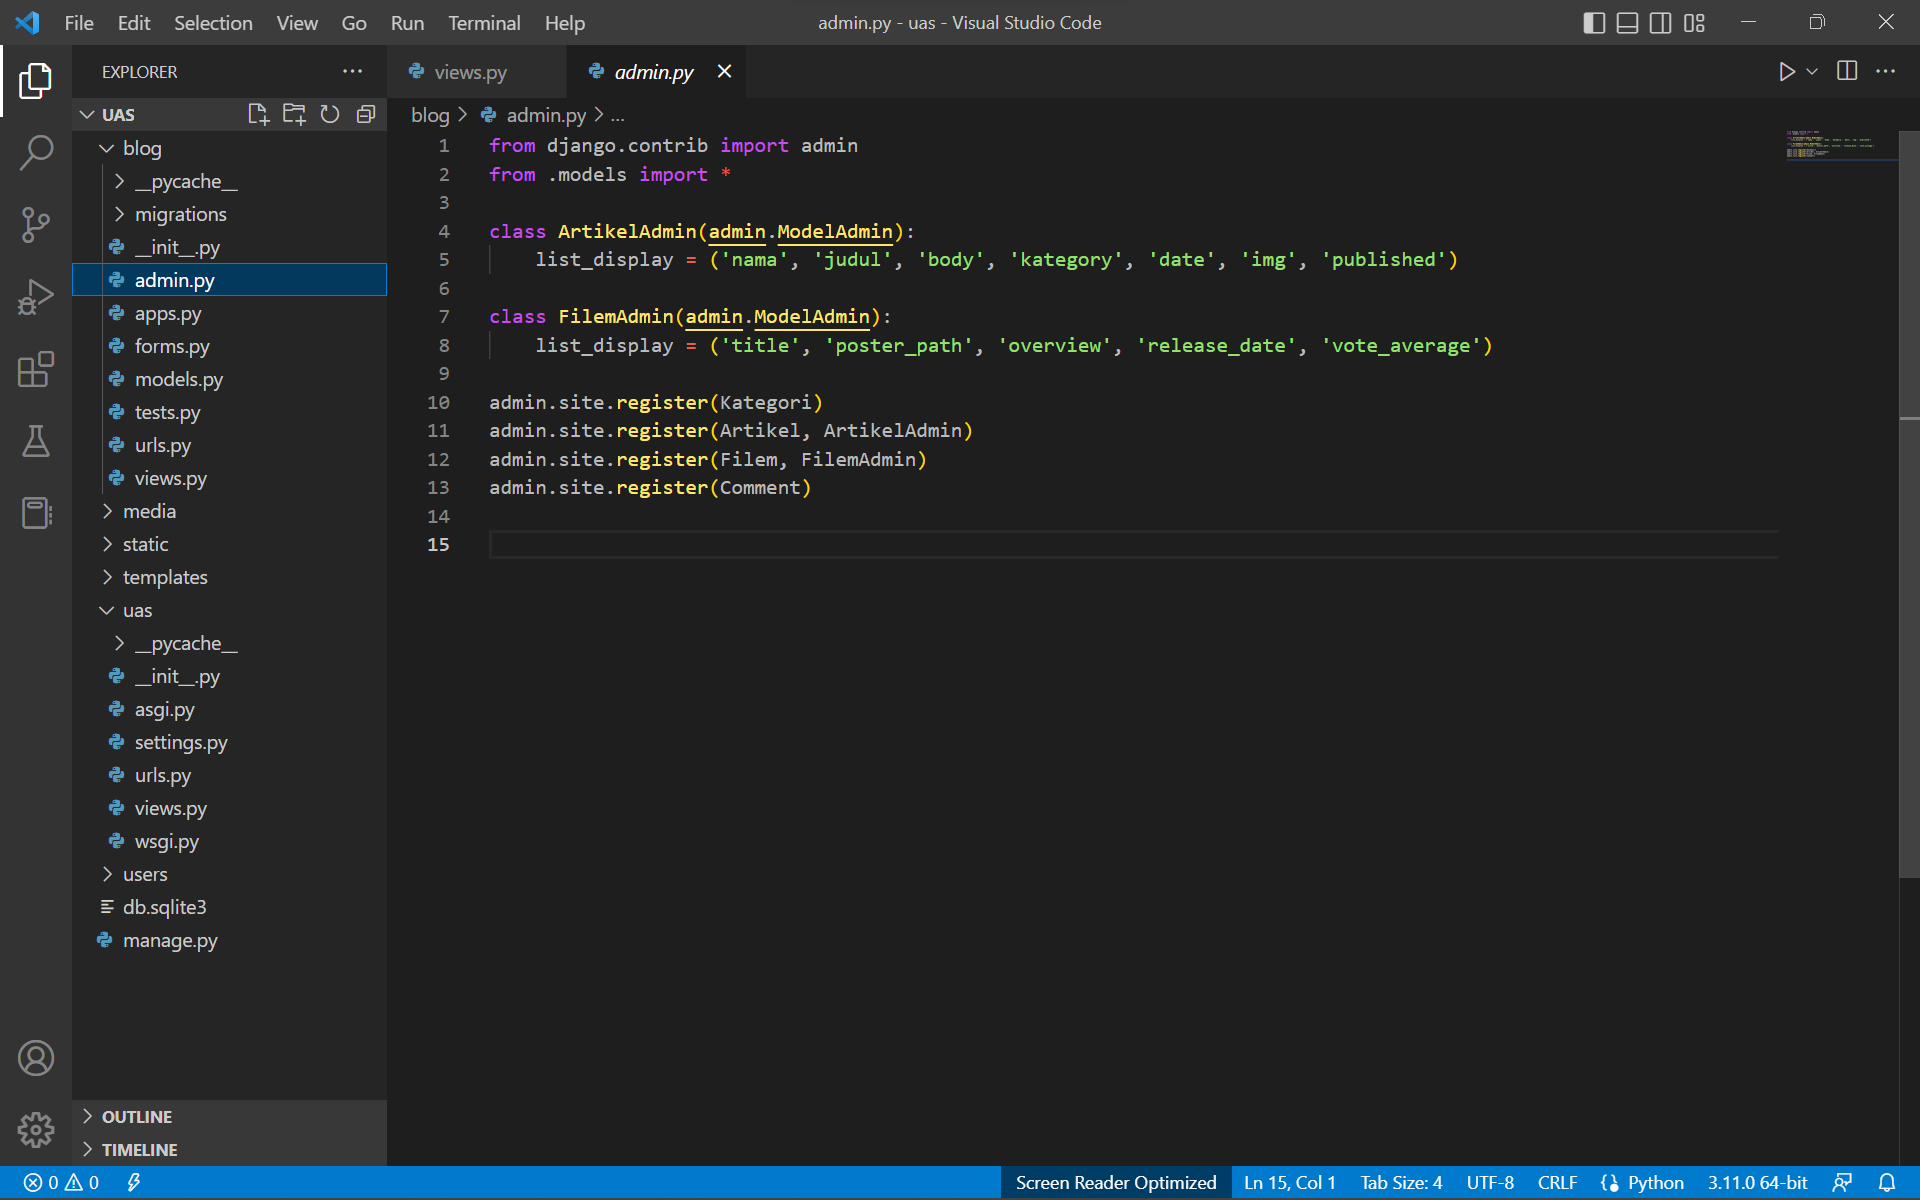 File Edit Selection View Go Run Terminal Help
admin.py - uas - Visual Studio Code
EXPLORER
UAS
blog
__pycache__
migrations
__init__.py
admin.py
apps.py
forms.py
models.py
tests.py
urls.py
views.py
media
static
templates
uas
__pycache__
__init__.py
asgi.py
settings.py
urls.py
views.py
wsgi.py
users
db.sqlite3
manage.py
OUTLINE
TIMELINE
views.py admin.py
blog > admin.py > ...
1 from django.contrib import admin
2 from .models import *
3
4 class ArtikelAdmin(admin.ModelAdmin):
5 list_display = ('nama', 'judul', 'body', 'kategory', 'date', 'img', 'published')
6
7 class FilemAdmin(admin.ModelAdmin):
8 list_display = ('title', 'poster_path', 'overview', 'release_date', 'vote_average')
9
10 admin.site.register(Kategori)
11 admin.site.register(Artikel, ArtikelAdmin)
12 admin.site.register(Filem, FilemAdmin)
13 admin.site.register(Comment)
14
15
0 0 Screen Reader Optimized Ln 15, Col 1 Tab Size: 4 UTF-8 CRLF Python 3.11.0 64-bit